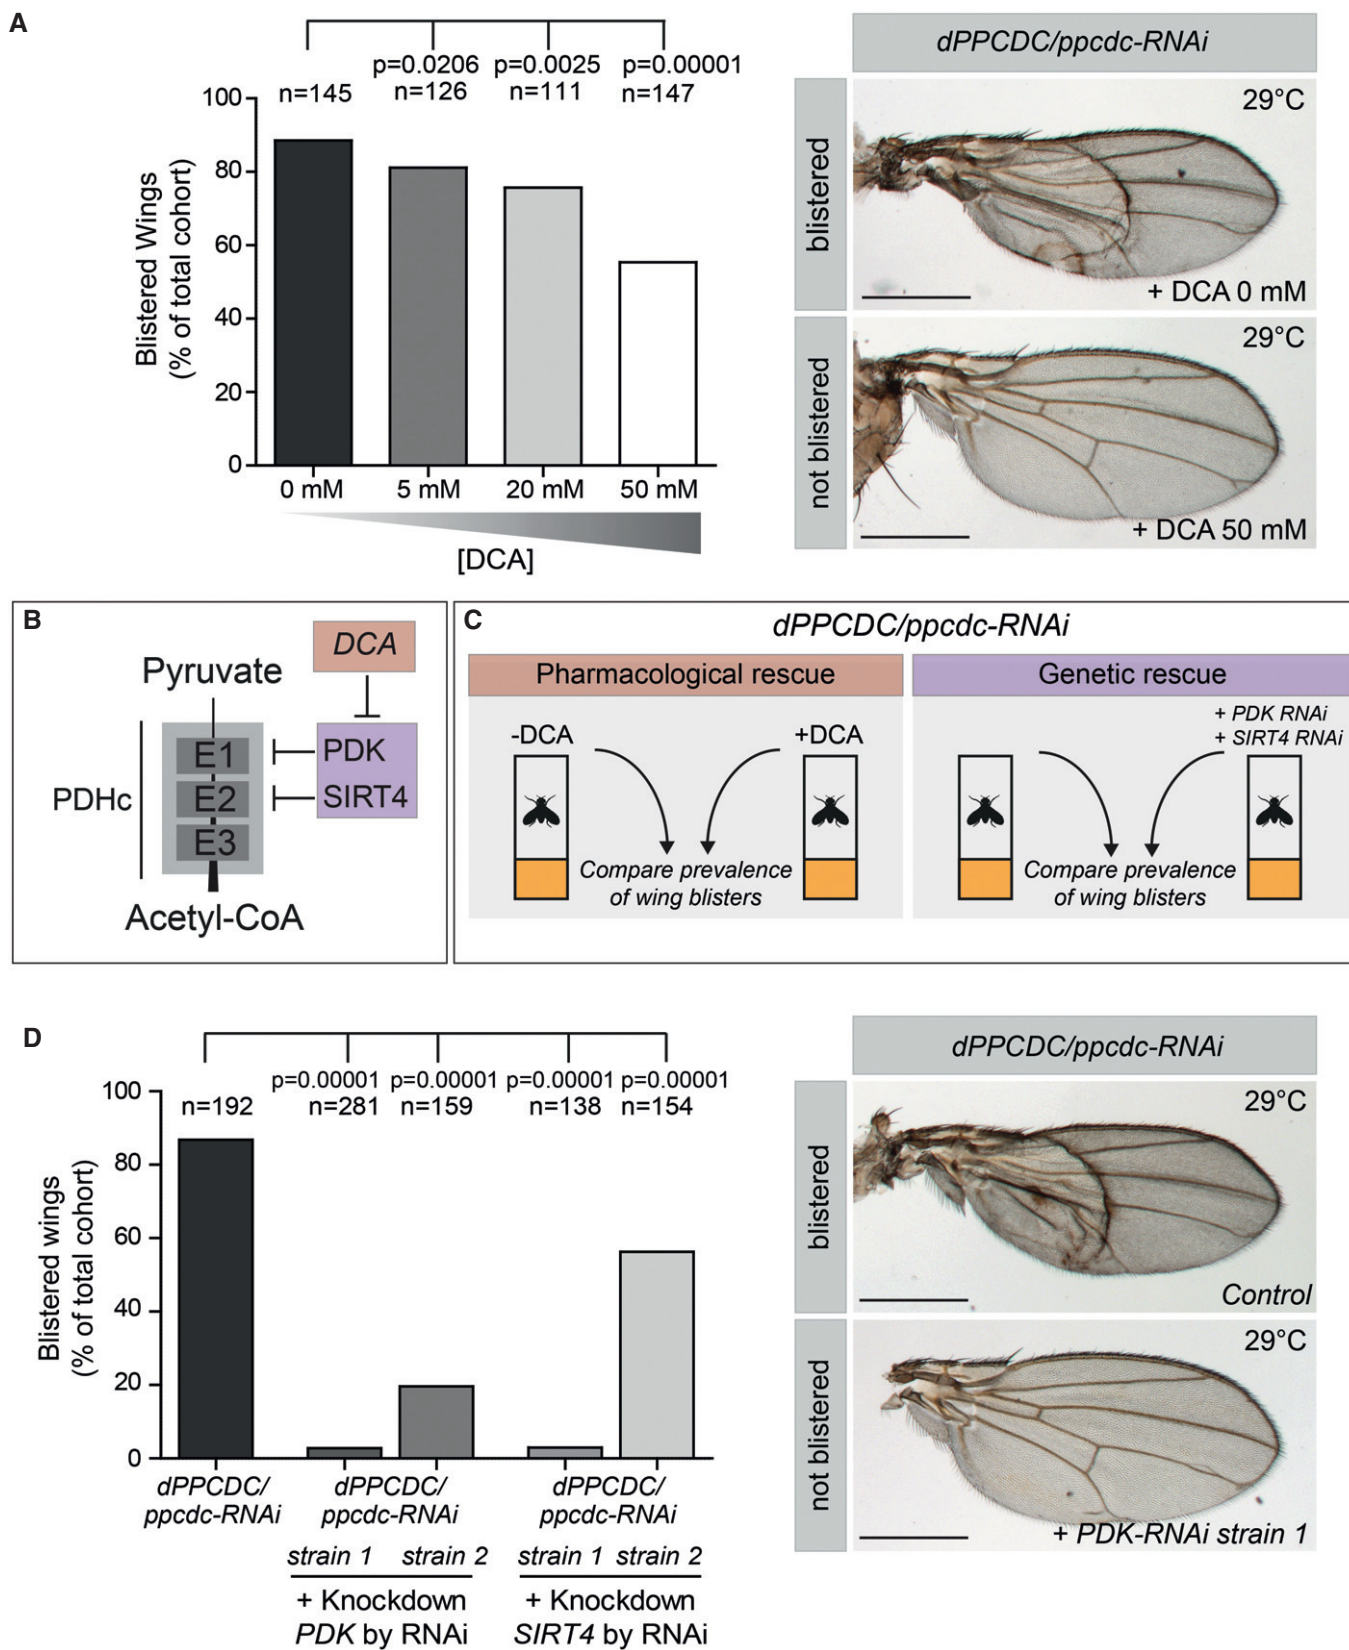 A
p=0.0206 p=0.0025 p=0.00001
n=145 n=126 n=111 n=147
100
80
60
40
20
0
Blistered Wings
(% of total cohort)
0 mM 5 mM 20 mM 50 mM
[DCA]
dPPCDC/ppcdc-RNAi
blistered
29°C
+ DCA 0 mM
not blistered
29°C
+ DCA 50 mM
B
DCA
Pyruvate
PDHc
E1
E2
E3
PDK
SIRT4
Acetyl-CoA
C
dPPCDC/ppcdc-RNAi
Pharmacological rescue
-DCA
+DCA
Compare prevalence
of wing blisters
Genetic rescue
+ PDK RNAi
+ SIRT4 RNAi
Compare prevalence
of wing blisters
D
p=0.00001 p=0.00001 p=0.00001 p=0.00001
n=192 n=281 n=159 n=138 n=154
100
80
60
40
20
0
Blistered wings
(% of total cohort)
dPPCDC/
ppcdc-RNAi
dPPCDC/
ppcdc-RNAi
strain 1 strain 2
+ Knockdown
PDK by RNAi
dPPCDC/
ppcdc-RNAi
strain 1 strain 2
+ Knockdown
SIRT4 by RNAi
dPPCDC/ppcdc-RNAi
blistered
29°C
Control
not blistered
29°C
+ PDK-RNAi strain 1